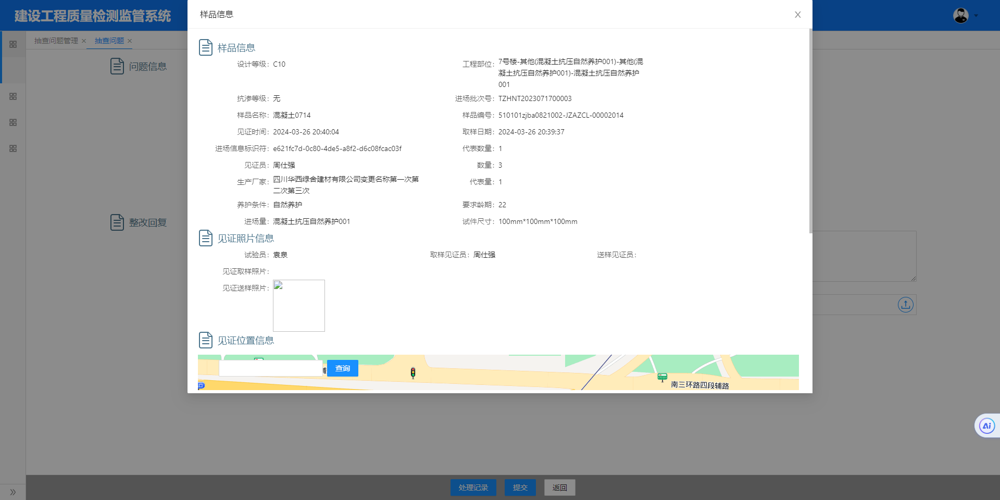 建设工程质量检测监管系统
抽查问题管理
抽查问题
问题信息
整改回复
样品信息
样品信息
设计等级：C10
工程部位：7号楼-其他(混凝土抗压自然养护001)-其他(混
凝土抗压自然养护001)-混凝土抗压自然养护
001
抗渗等级：无
进场批次号：TZHNT2023071700003
样品名称：混凝土0714
样品编号：510101zjba0821002-JZAZCL-00002014
见证时间：2024-03-26 20:40:04
取样日期：2024-03-26 20:39:37
进场信息标识符：e621fc7d-0c80-4de5-a8f2-d6c08fcac03f
代表数量：1
见证员：周仕强
数量：3
生产厂家：四川华西绿舍建材有限公司变更名称第一次第
二次第三次
代表量：1
养护条件：自然养护
要求龄期：22
进场量：混凝土抗压自然养护001
试件尺寸：100mm*100mm*100mm
见证照片信息
试验员：袁泉
取样见证员：周仕强
送样见证员：
见证取样照片：
见证送样照片：
见证位置信息
查询
南三环路四段辅路
Ai
处理记录
提交
返回